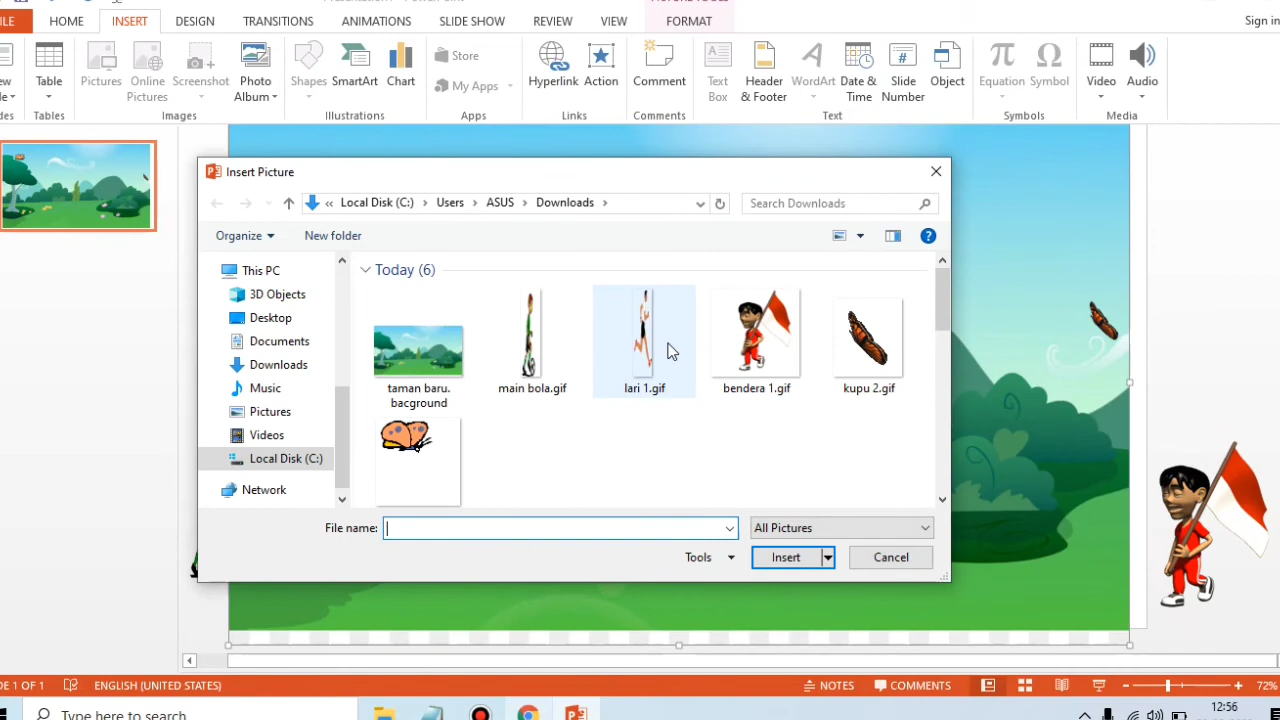 FILE HOME INSERT DESIGN TRANSITIONS ANIMATIONS SLIDE SHOW REVIEW VIEW FORMAT Sign in
Table Pictures Online Pictures Screenshot Photo Album Shapes SmartArt Chart Store My Apps Hyperlink Action Comment Text Box Header & Footer WordArt Date & Time Slide Number Object Equation Symbol Video Audio
Tables Images Illustrations Apps Links Comments Text Symbols Media
Insert Picture
« Local Disk (C:) Users ASUS Downloads Search Downloads
Organize New folder
This PC
3D Objects
Desktop
Documents
Downloads
Music
Pictures
Videos
Local Disk (C:)
Network
Today (6)
taman baru.
bacground
main bola.gif
lari 1.gif
bendera 1.gif
kupu 2.gif
File name: All Pictures
Tools Insert Cancel
DE 1 OF 1 ENGLISH (UNITED STATES) NOTES COMMENTS 72%
Type here to search 12:56